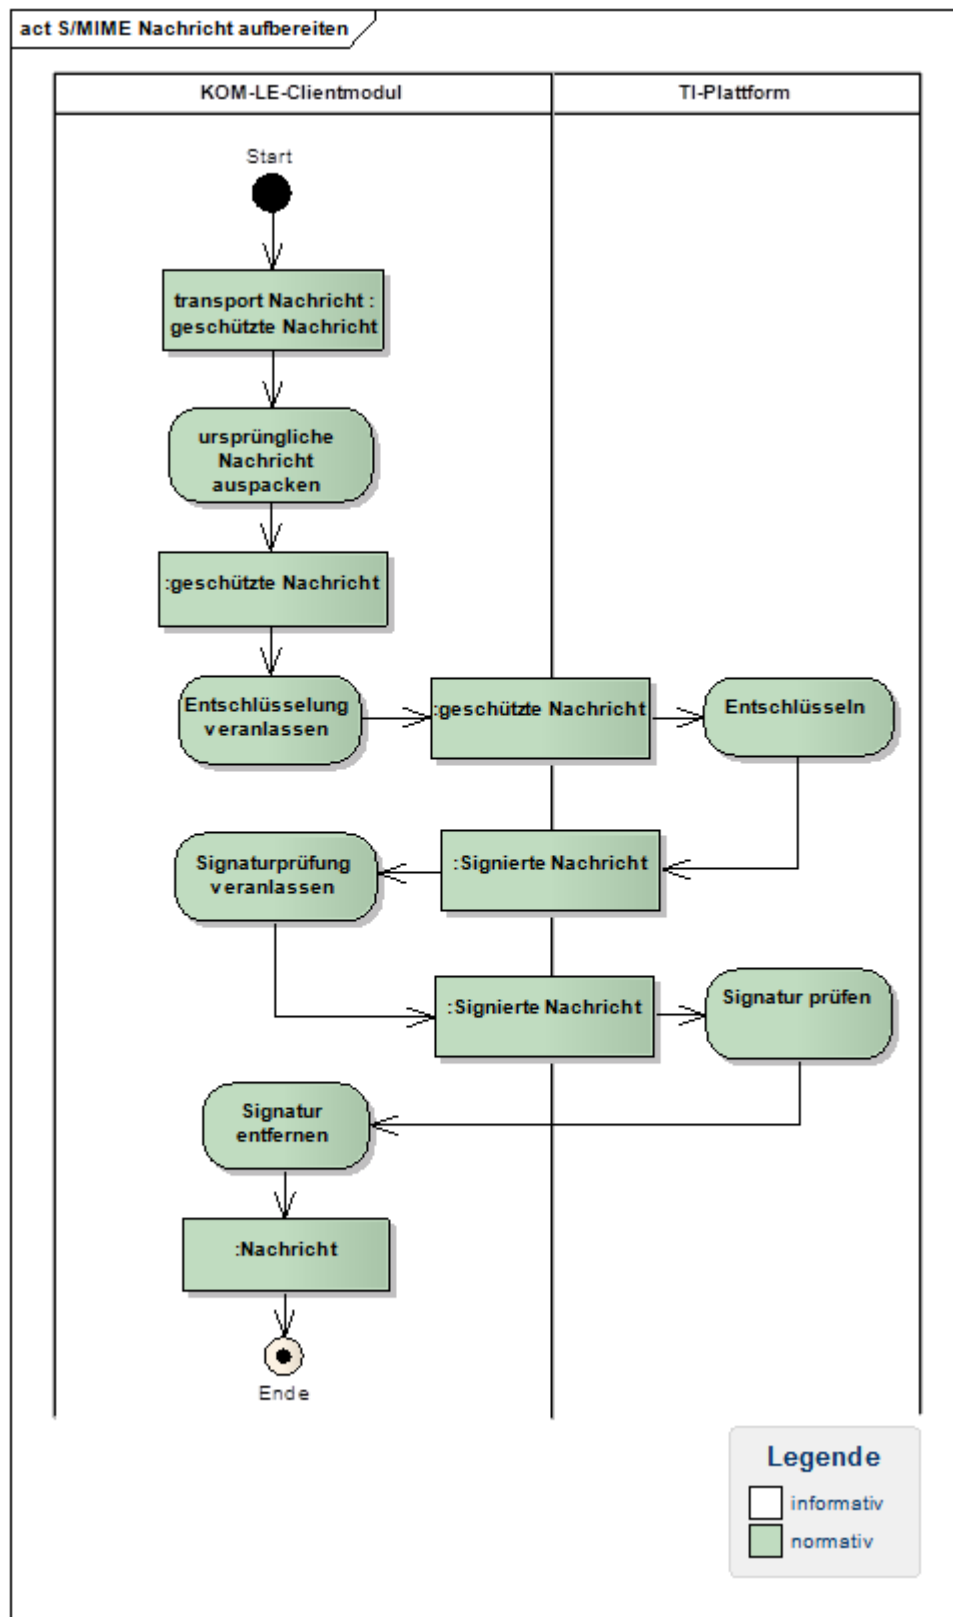 act S/MIME Nachricht aufbereiten
KOM-LE-Clientmodul
TI-Plattform
Start
transport Nachricht :
geschützte Nachricht
ursprüngliche
Nachricht
auspacken
:geschützte Nachricht
Entschlüsselung
veranlassen
:geschützte Nachricht
Entschlüsseln
:Signierte Nachricht
Signaturprüfung
veranlassen
:Signierte Nachricht
Signatur prüfen
Signatur
entfernen
:Nachricht
Ende
Legende
informativ
normativ